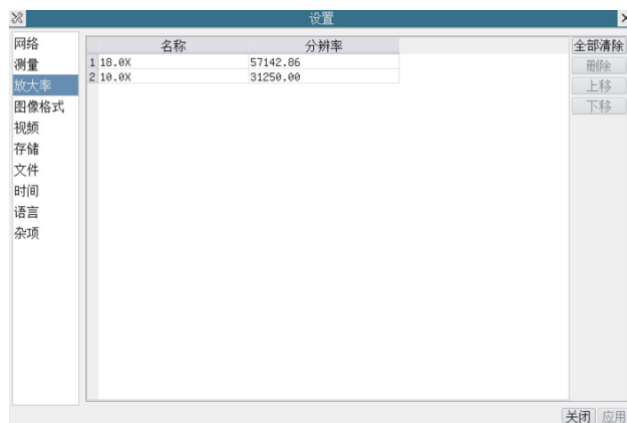 设置
网络
测量
放大率
图像格式
视频
存储
文件
时间
语言
杂项
名称 分辨率
1 18.0X 57142.86
2 10.0X 31250.00
全部清除
删除
上移
下移
关闭 应用